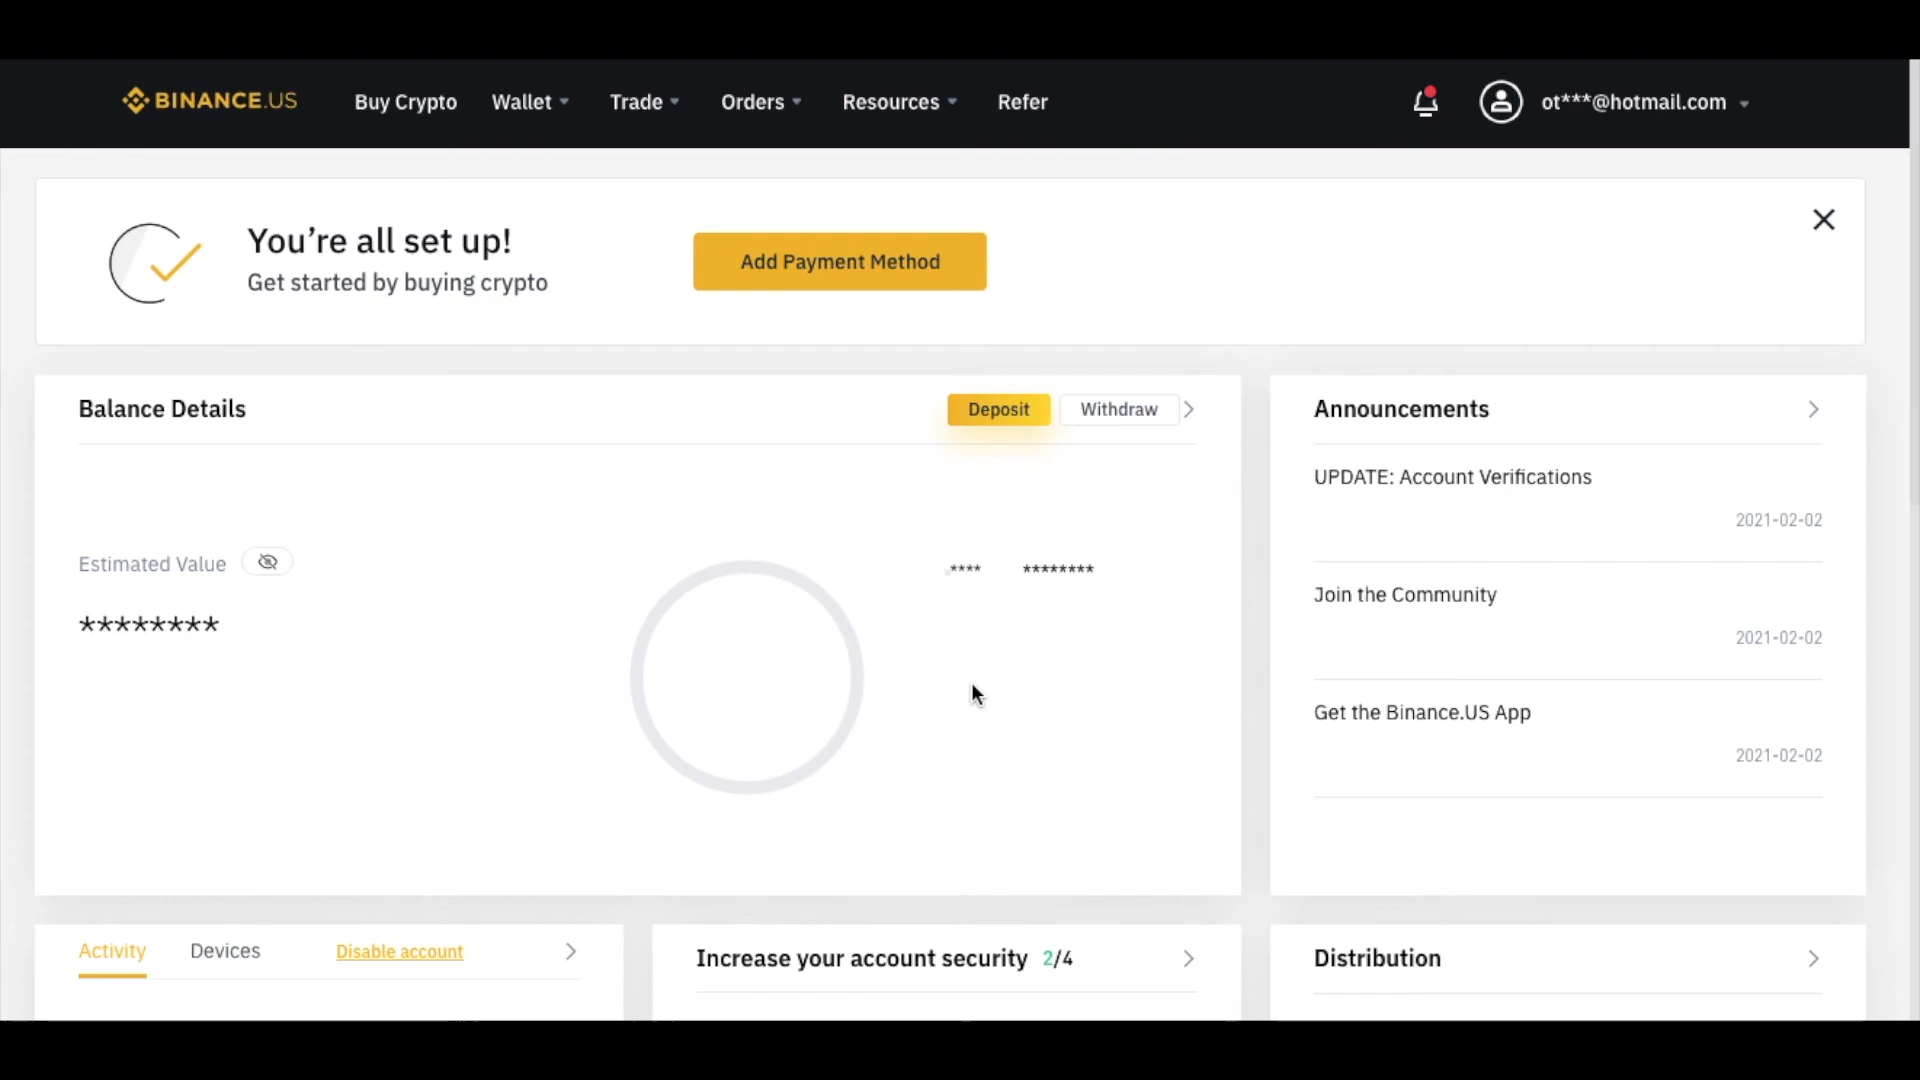 BINANCE.US
Buy Crypto
Wallet
Trade
Orders
Resources
Refer
ot***@hotmail.com
You’re all set up!
Get started by buying crypto
Add Payment Method
Balance Details
Deposit
Withdraw
Estimated Value
********
**** ********
Announcements
UPDATE: Account Verifications
2021-02-02
Join the Community
2021-02-02
Get the Binance.US App
2021-02-02
Activity
Devices
Disable account
Increase your account security 2/4
Distribution